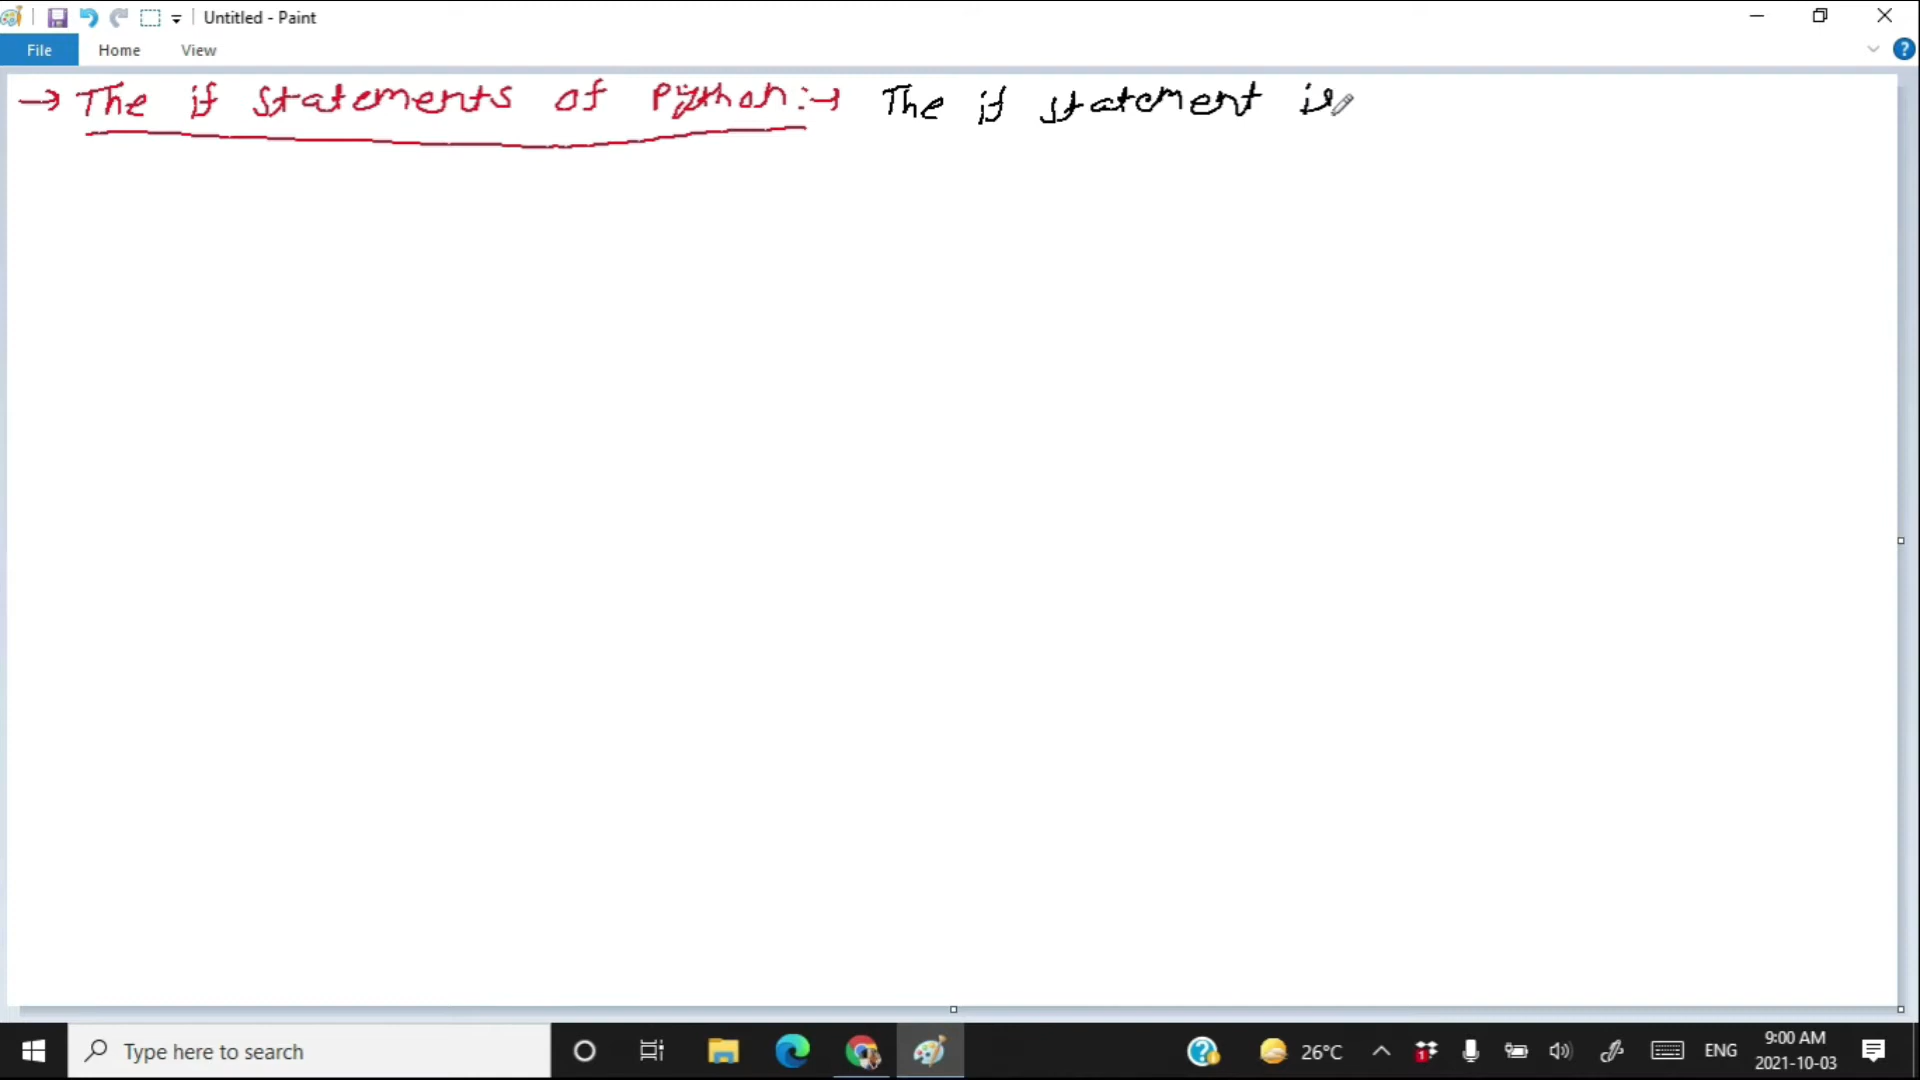 Untitled - Paint
File Home View
→ The if statements of Python:→ The if statement is
Type here to search
1 26°C ENG 9:00 AM
2021-10-03